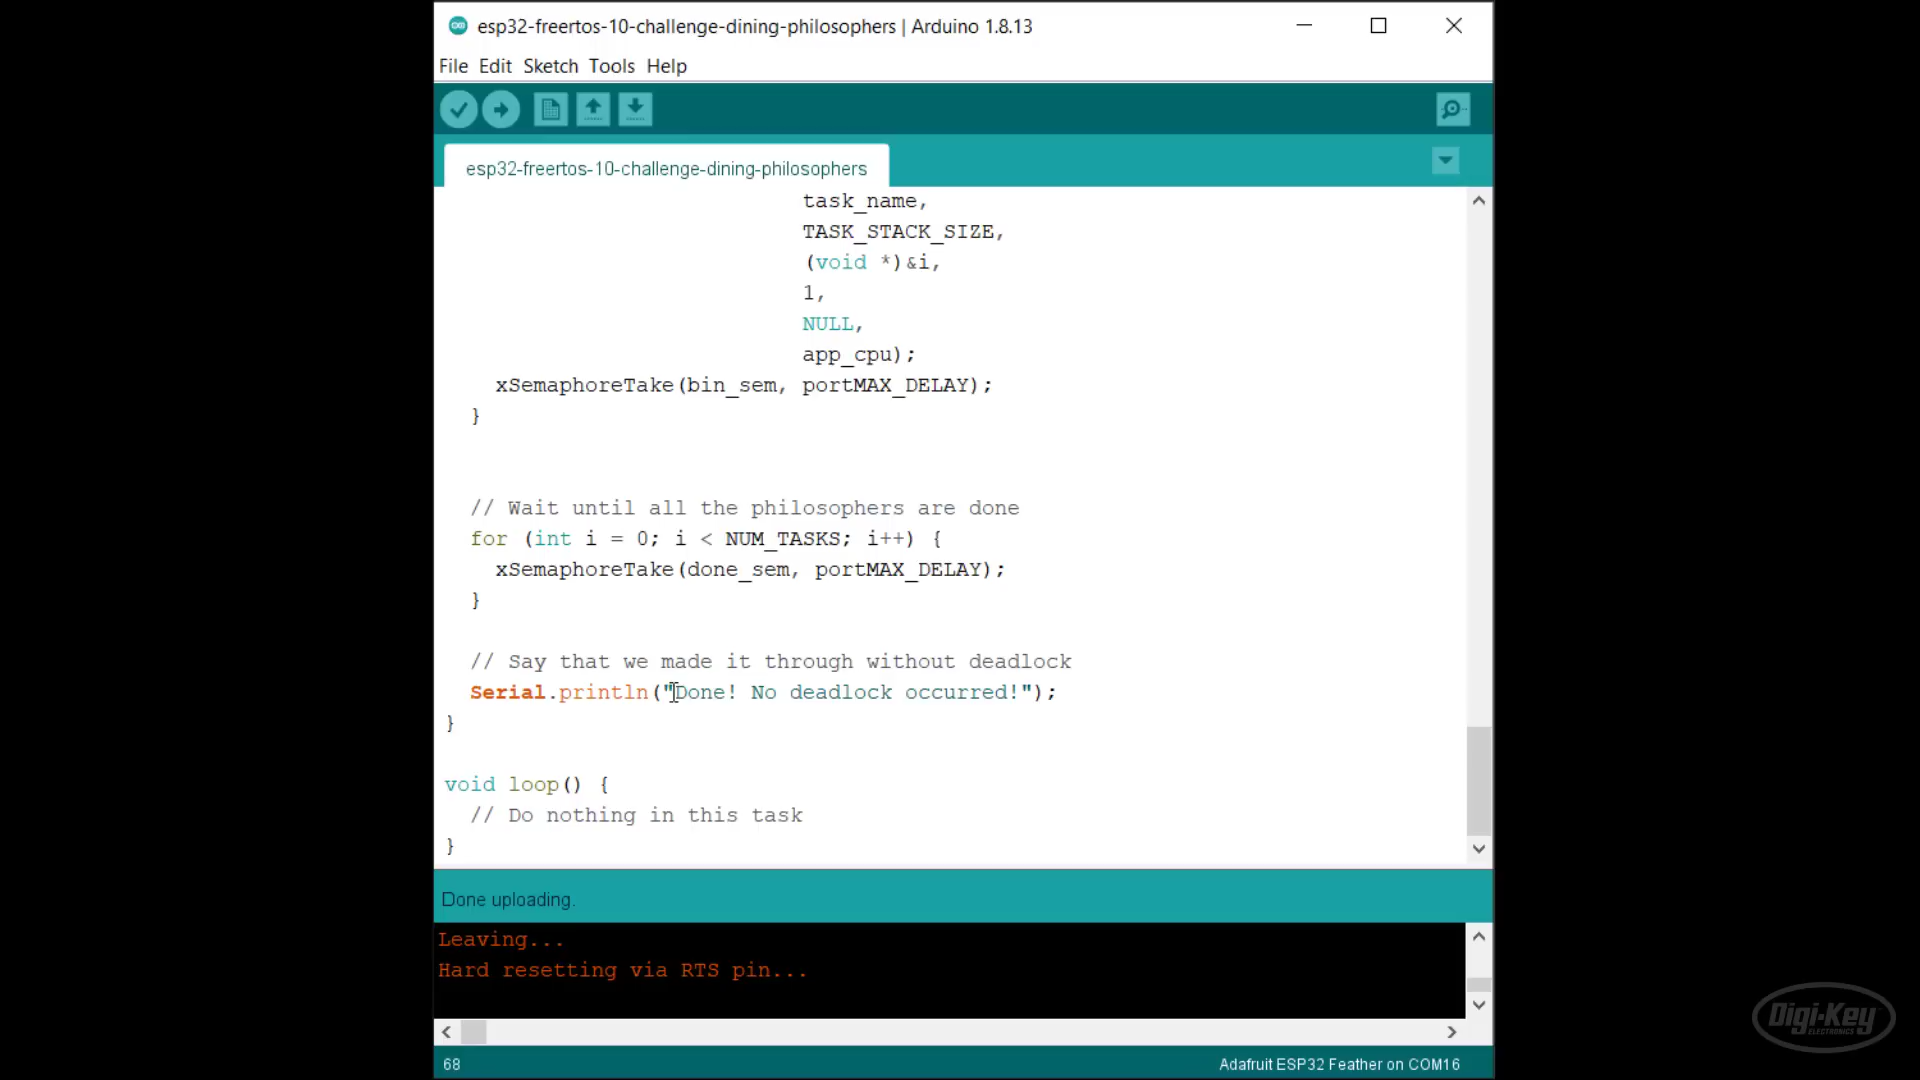 esp32-freertos-10-challenge-dining-philosophers | Arduino 1.8.13
File Edit Sketch Tools Help
esp32-freertos-10-challenge-dining-philosophers
task_name,
TASK_STACK_SIZE,
(void *)&i,
1,
NULL,
app_cpu);
xSemaphoreTake(bin_sem, portMAX_DELAY);
}
// Wait until all the philosophers are done
for (int i = 0; i < NUM_TASKS; i++) {
xSemaphoreTake(done_sem, portMAX_DELAY);
}
// Say that we made it through without deadlock
Serial.println("Done! No deadlock occurred!");
}
void loop() {
// Do nothing in this task
}
Done uploading.
Leaving...
Hard resetting via RTS pin...
68
Adafruit ESP32 Feather on COM16
Digi-Key
ELECTRONICS